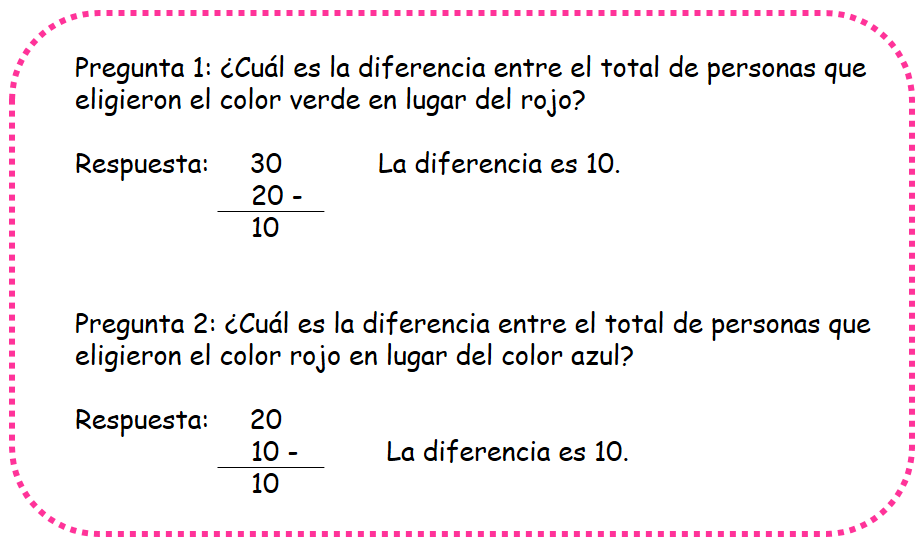 Pregunta 1: ¿Cuál es la diferencia entre el total de personas que
eligieron el color verde en lugar del rojo?
Respuesta: 30 La diferencia es 10.
20 -
10
Pregunta 2: ¿Cuál es la diferencia entre el total de personas que
eligieron el color rojo en lugar del color azul?
Respuesta: 20
10 - La diferencia es 10.
10